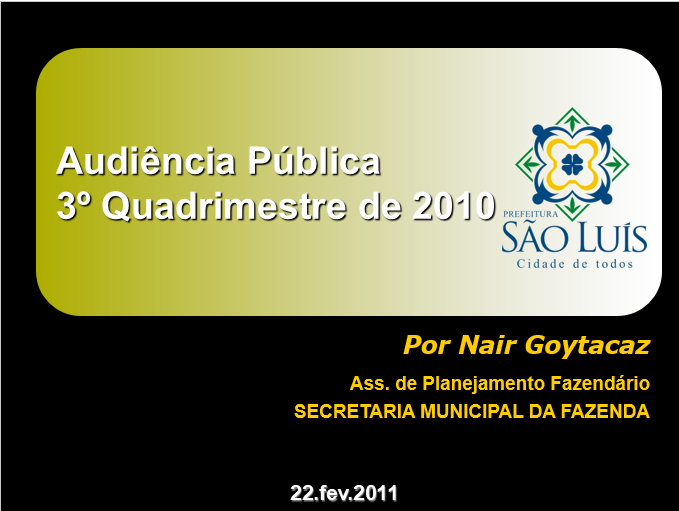 Audiência Pública
3º Quadrimestre de 2010
PREFEITURA
SÃO LUÍS
Cidade de todos
Por Nair Goytacaz
Ass. de Planejamento Fazendário
SECRETARIA MUNICIPAL DA FAZENDA
22.fev.2011